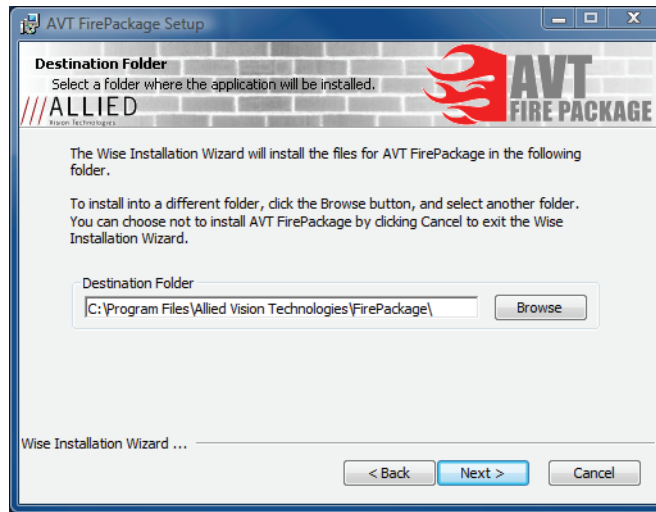 AVT FirePackage Setup
Destination Folder
Select a folder where the application will be installed.
///ALLIED
Vision Technologies
AVT
FIRE PACKAGE
The Wise Installation Wizard will install the files for AVT FirePackage in the following
folder.
To install into a different folder, click the Browse button, and select another folder.
You can choose not to install AVT FirePackage by clicking Cancel to exit the Wise
Installation Wizard.
Destination Folder
C:\Program Files\Allied Vision Technologies\FirePackage\
Browse
Wise Installation Wizard ...
< Back
Next >
Cancel